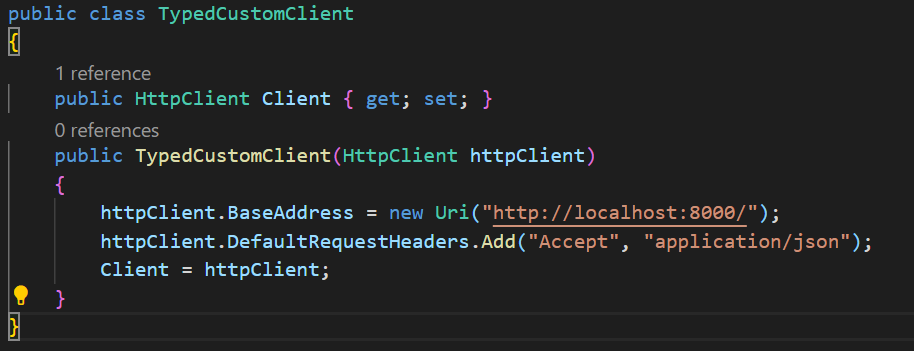 public class TypedCustomClient
{
1 reference
public HttpClient Client { get; set; }
0 references
public TypedCustomClient(HttpClient httpClient)
{
httpClient.BaseAddress = new Uri("http://localhost:8000/");
httpClient.DefaultRequestHeaders.Add("Accept", "application/json");
Client = httpClient;
}
}